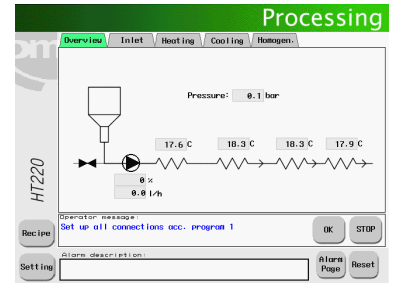 Processing
Overview Inlet Heating Cooling Homogen.
om
Pressure: 0.1 bar
17.6 C 18.3 C 18.3 C 17.9 C
0 %
0.0 l/h
HT220
Operator message:
Set up all connections acc. program 1
Recipe
OK STOP
Alarm description:
Setting
Alarm Page
Reset